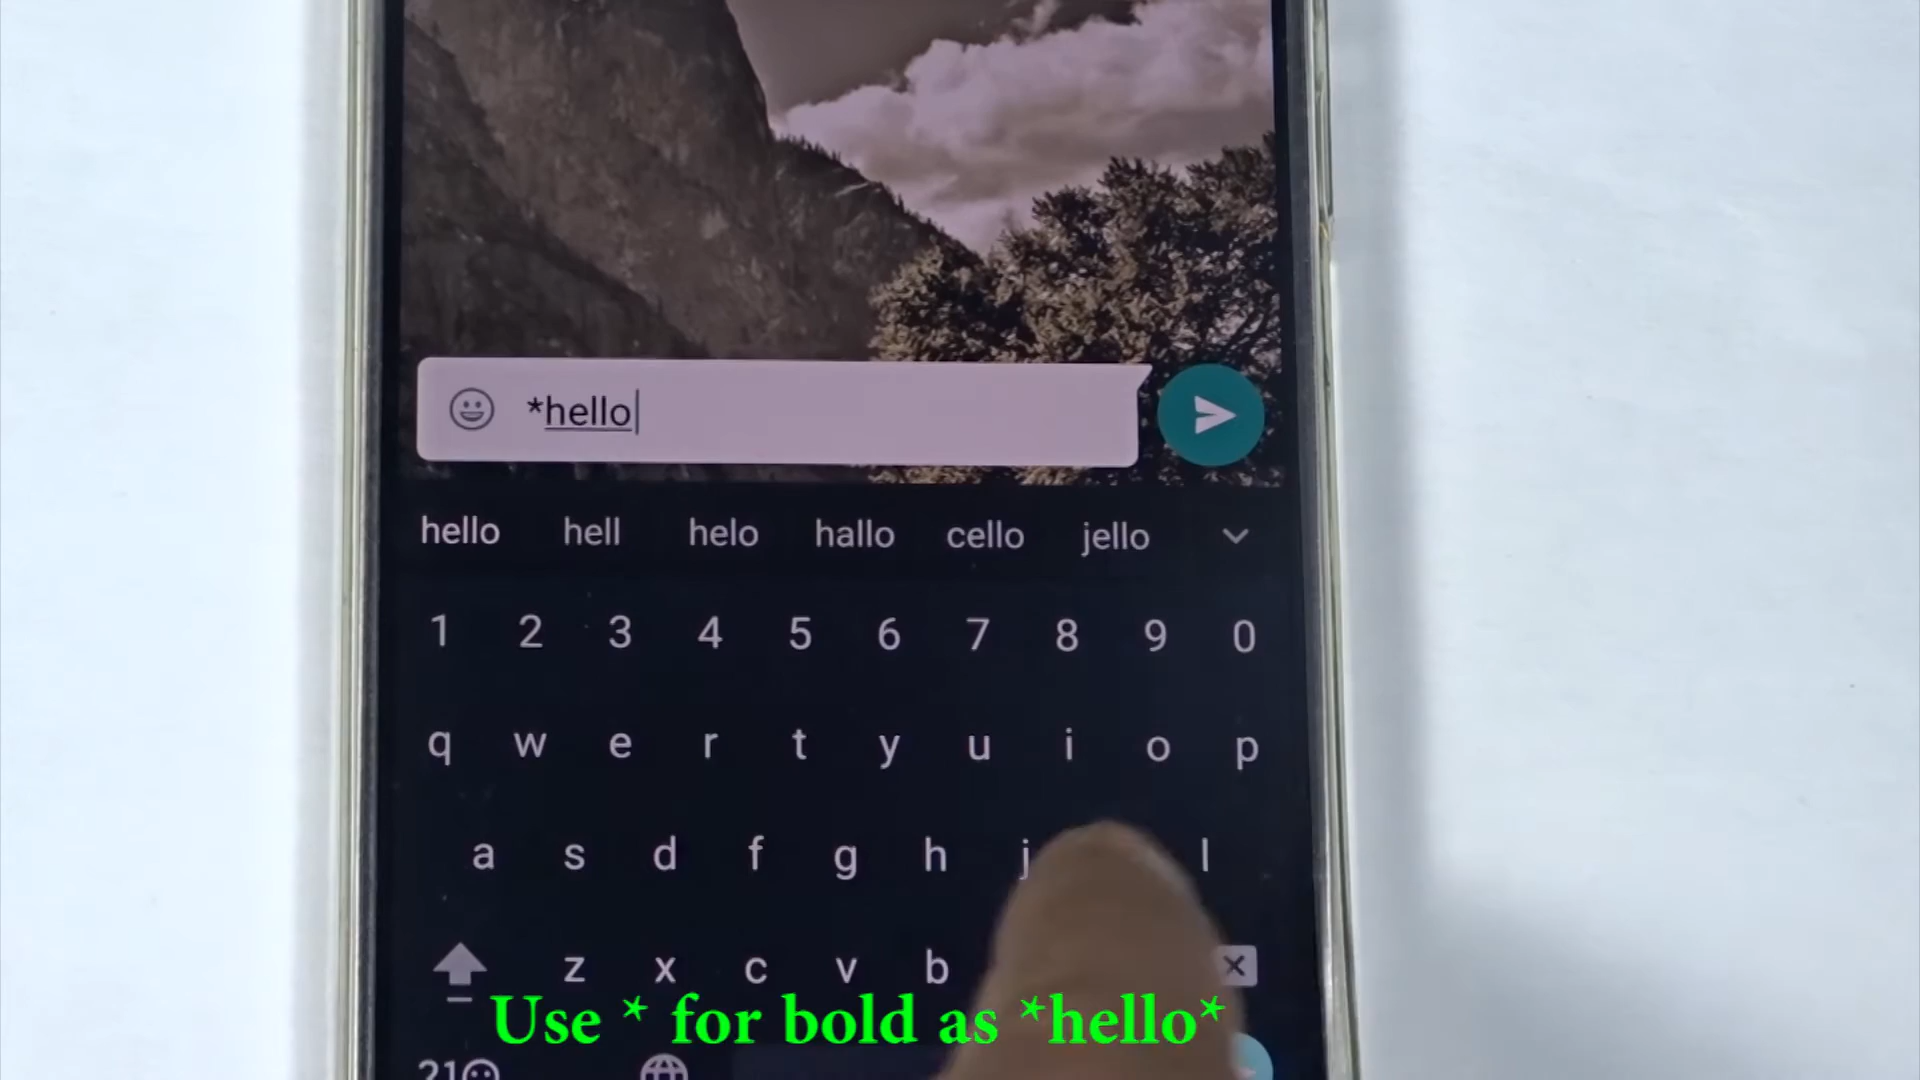 *hello
hello hell helo hallo cello jello
1 2 3 4 5 6 7 8 9 0
q w e r t y u i o p
a s d f g h j l
z x c v b
Use * for bold as *hello*